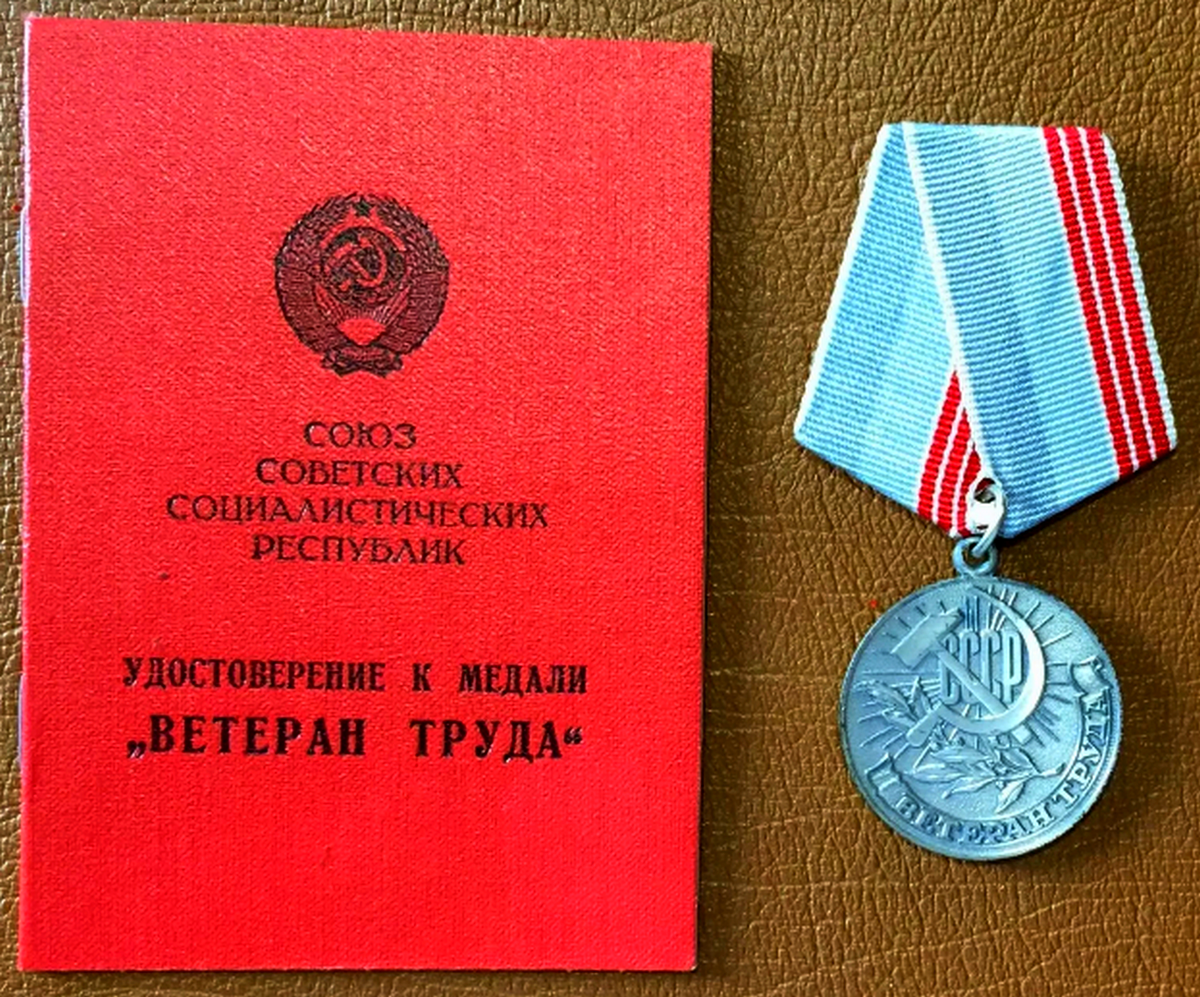 СОЮЗ
СОВЕТСКИХ
СОЦИАЛИСТИЧЕСКИХ
РЕСПУБЛИК
УДОСТОВЕРЕНИЕ К МЕДАЛИ
„ВЕТЕРАН ТРУДА“
СССР
ВЕТЕРАН ТРУДА